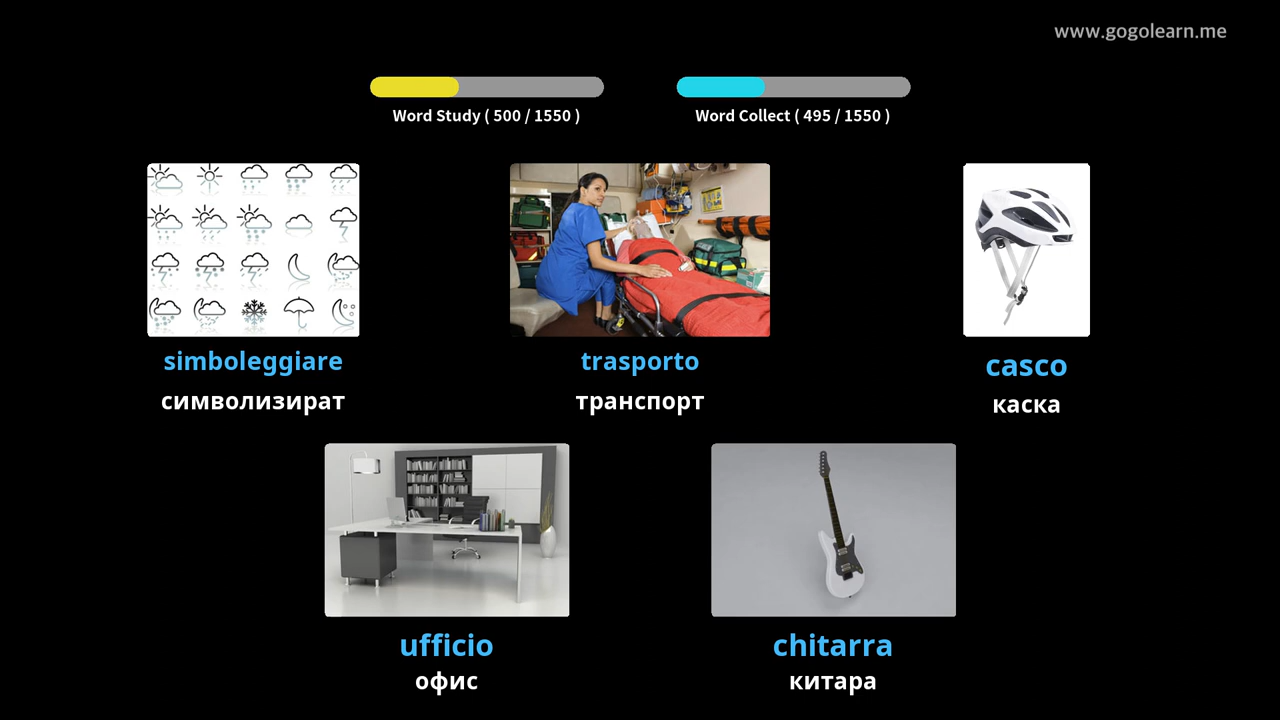 www.gogolearn.me
Word Study ( 500 / 1550 )
Word Collect ( 495 / 1550 )
simboleggiare
символизират
trasporto
транспорт
casco
каска
ufficio
офис
chitarra
китара